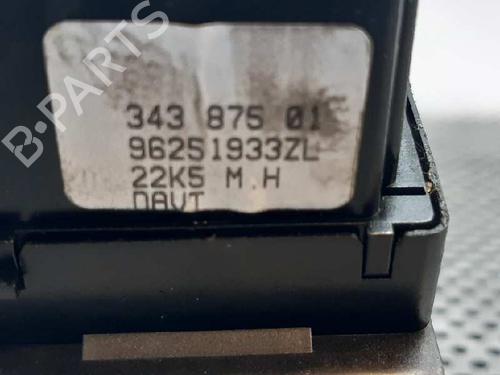 B-PARTS
343 875 01
96251933ZL
22K5 M.H
DAVT